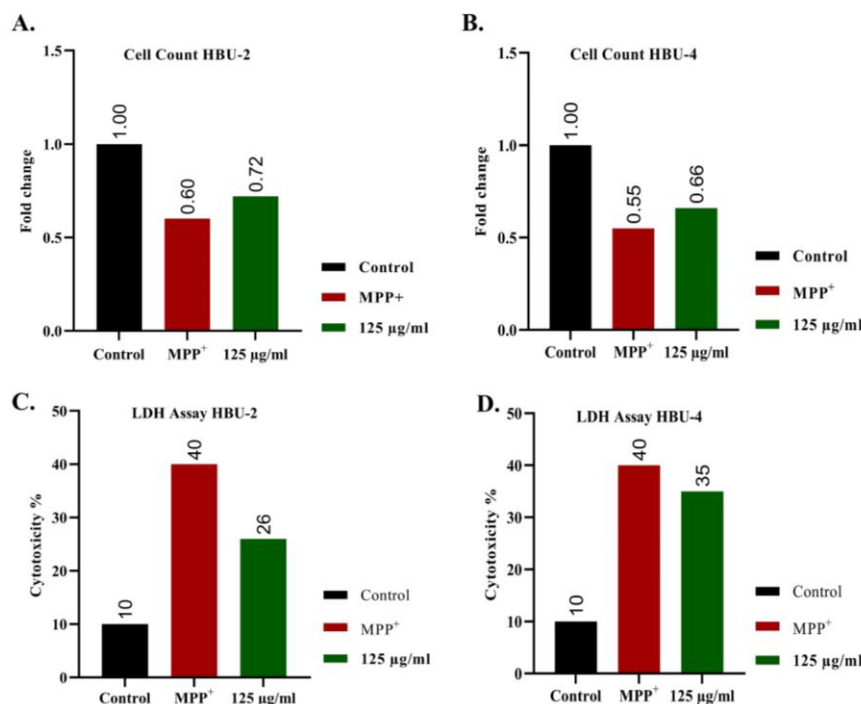 A.
Cell Count HBU-2
Fold change
1.5
1.0
0.5
0.0
1.00
0.60
0.72
Control
MPP+
125 µg/ml
Control
MPP+
125 µg/ml
B.
Cell Count HBU-4
Fold change
1.5
1.0
0.5
0.0
1.00
0.55
0.66
Control
MPP+
125 µg/ml
Control
MPP+
125 µg/ml
C.
LDH Assay HBU-2
Cytotoxicity %
50
40
30
20
10
0
10
40
26
Control
MPP+
125 µg/ml
Control
MPP+
125 µg/ml
D.
LDH Assay HBU-4
Cytotoxicity %
50
40
30
20
10
0
10
40
35
Control
MPP+
125 µg/ml
Control
MPP+
125 µg/ml